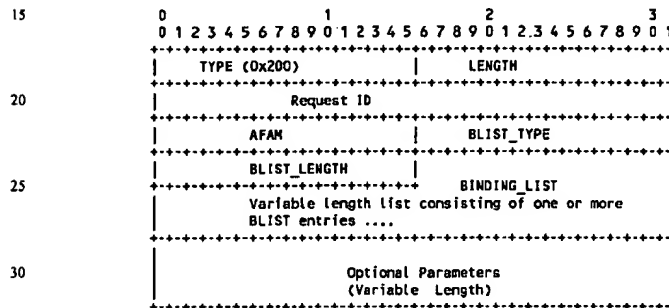 15 0 1 2 3
0 1 2 3 4 5 6 7 8 9 0 1 2 3 4 5 6 7 8 9 0 1 2.3 4 5 6 7 8 9 0 1
TYPE (0x200) LENGTH
20 Request ID
AFAM BLIST_TYPE
BLIST_LENGTH
25 BINDING_LIST
Variable length list consisting of one or more
BLIST entries ....
30 Optional Parameters
(Variable Length)